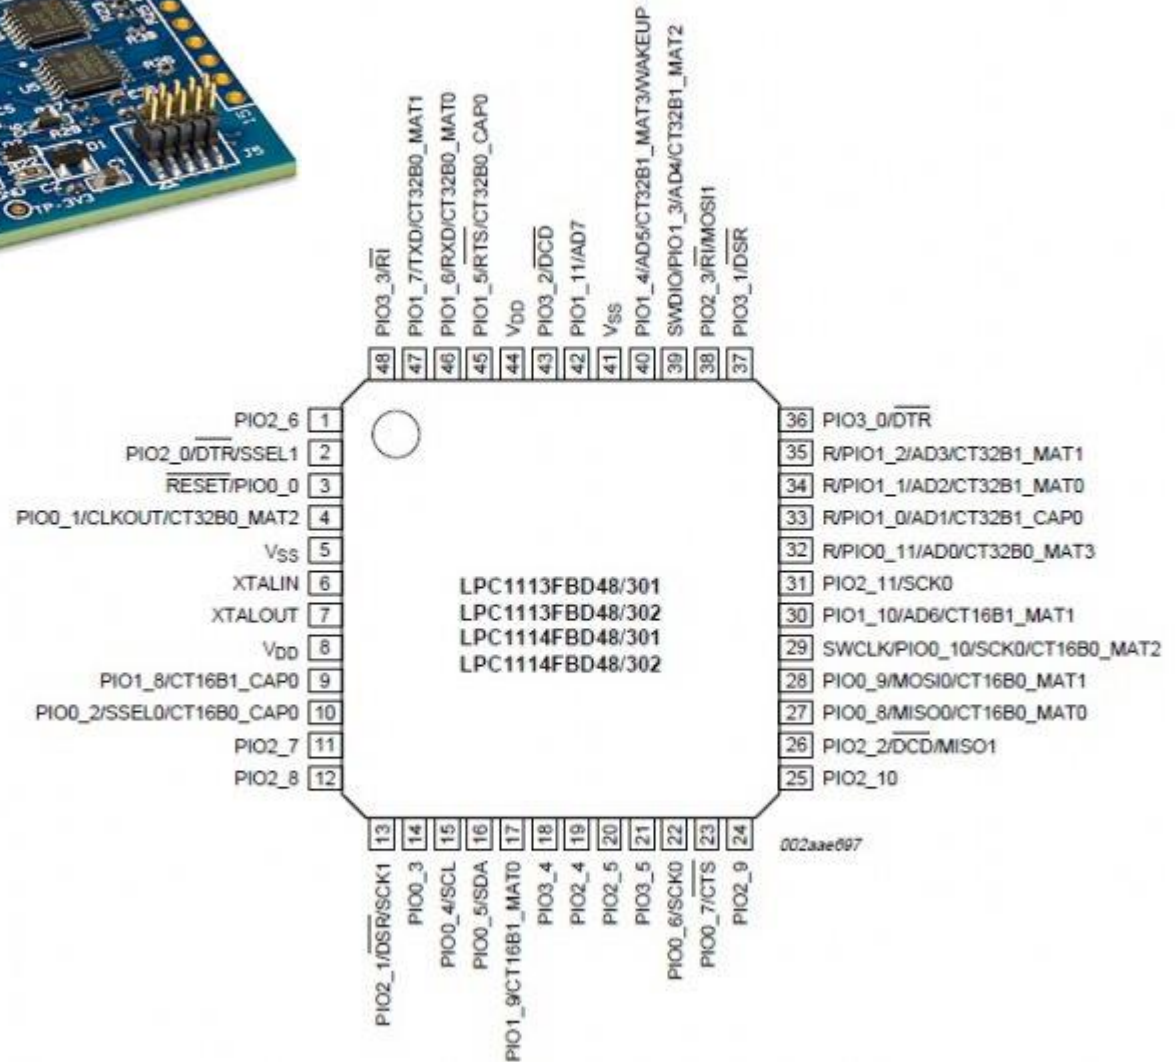 R29
D1
J5
TP-3V3
PIO3_3/RI
PIO1_7/TXD/CT32B0_MAT1
PIO1_6/RXD/CT32B0_MAT0
PIO1_5/RTS/CT32B0_CAP0
VDD
PIO3_2/DCD
PIO1_11/AD7
VSS
PIO1_4/AD5/CT32B1_MAT3/WAKEUP
SWDIO/PIO1_3/AD4/CT32B1_MAT2
PIO2_3/RI/MOSI1
PIO3_1/DSR
48 47 46 45 44 43 42 41 40 39 38 37
PIO2_6 1
PIO2_0/DTR/SSEL1 2
RESET/PIO0_0 3
PIO0_1/CLKOUT/CT32B0_MAT2 4
VSS 5
XTALIN 6
XTALOUT 7
VDD 8
PIO1_8/CT16B1_CAP0 9
PIO0_2/SSEL0/CT16B0_CAP0 10
PIO2_7 11
PIO2_8 12
LPC1113FBD48/301
LPC1113FBD48/302
LPC1114FBD48/301
LPC1114FBD48/302
36 PIO3_0/DTR
35 R/PIO1_2/AD3/CT32B1_MAT1
34 R/PIO1_1/AD2/CT32B1_MAT0
33 R/PIO1_0/AD1/CT32B1_CAP0
32 R/PIO0_11/AD0/CT32B0_MAT3
31 PIO2_11/SCK0
30 PIO1_10/AD6/CT16B1_MAT1
29 SWCLK/PIO0_10/SCK0/CT16B0_MAT2
28 PIO0_9/MOSI0/CT16B0_MAT1
27 PIO0_8/MISO0/CT16B0_MAT0
26 PIO2_2/DCD/MISO1
25 PIO2_10
13 14 15 16 17 18 19 20 21 22 23 24
PIO2_1/DSR/SCK1
PIO0_3
PIO0_4/SCL
PIO0_5/SDA
PIO1_9/CT16B1_MAT0
PIO3_4
PIO2_4
PIO2_5
PIO3_5
PIO0_6/SCK0
PIO0_7/CTS
PIO2_9
002aae697